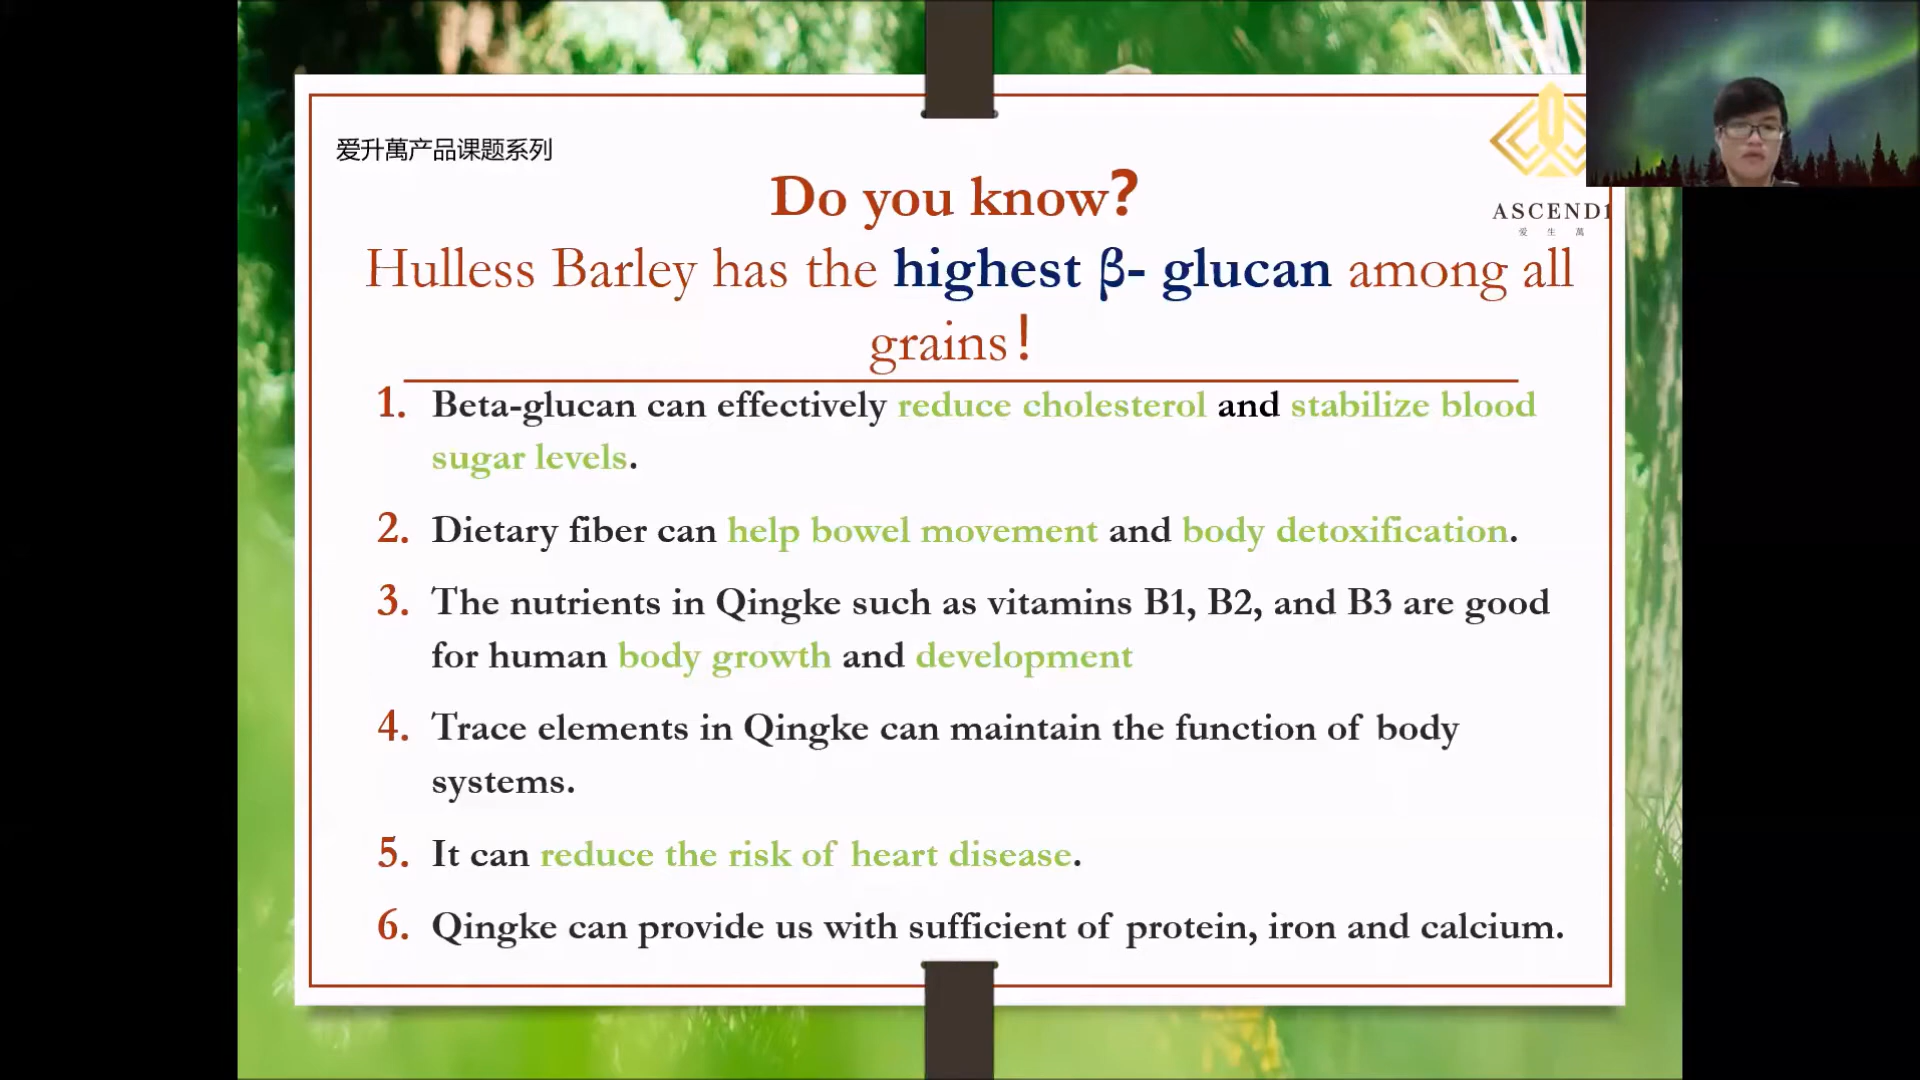 爱升萬产品课题系列
Do you know?
ASCEND1
爱 生 萬
Hulless Barley has the highest β- glucan among all
grains!
1. Beta-glucan can effectively reduce cholesterol and stabilize blood
sugar levels.
2. Dietary fiber can help bowel movement and body detoxification.
3. The nutrients in Qingke such as vitamins B1, B2, and B3 are good
for human body growth and development
4. Trace elements in Qingke can maintain the function of body
systems.
5. It can reduce the risk of heart disease.
6. Qingke can provide us with sufficient of protein, iron and calcium.